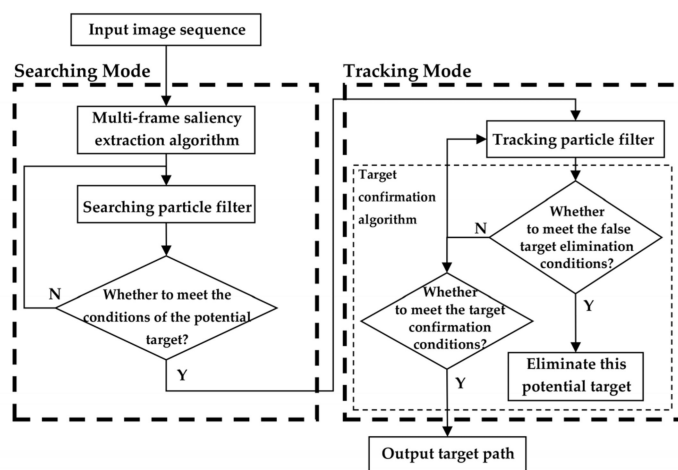 Input image sequence
Searching Mode
Multi-frame saliency
extraction algorithm
Searching particle filter
Whether to meet the
conditions of the potential
target?
N
Y
Tracking Mode
Tracking particle filter
Target
confirmation
algorithm
Whether
to meet the false
target elimination
conditions?
N
Y
Whether
to meet the target
confirmation
conditions?
Y
Eliminate this
potential target
Output target path